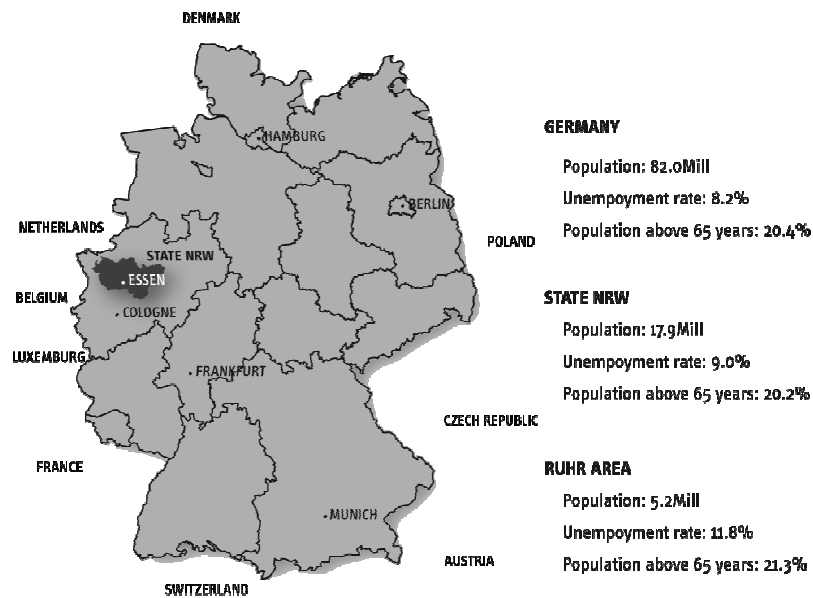 DENMARK
HAMBURG
BERLIN
NETHERLANDS
POLAND
STATE NRW
ESSEN
BELGIUM
COLOGNE
LUXEMBURG
FRANKFURT
CZECH REPUBLIC
FRANCE
MUNICH
AUSTRIA
SWITZERLAND
GERMANY
Population: 82.0Mill
Unempoyment rate: 8.2%
Population above 65 years: 20.4%
STATE NRW
Population: 17.9Mill
Unempoyment rate: 9.0%
Population above 65 years: 20.2%
RUHR AREA
Population: 5.2Mill
Unempoyment rate: 11.8%
Population above 65 years: 21.3%